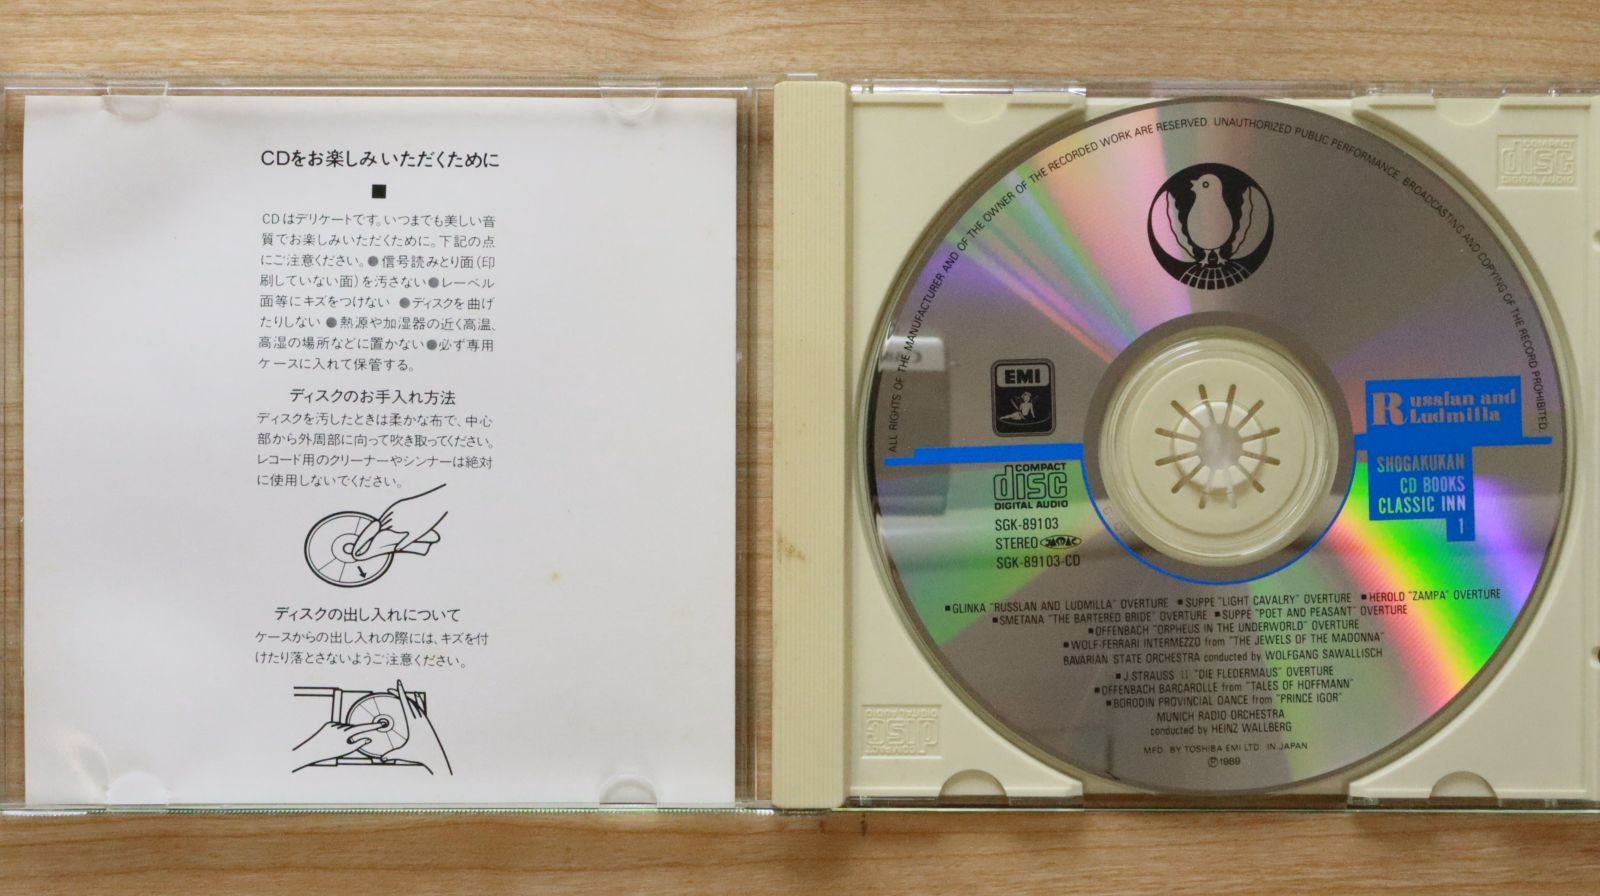 CDをお楽しみいただくために
■
CDはデリケートです。いつまでも美しい音
質でお楽しみいただくために。下記の点
にご注意ください。●信号読みとり面(印
刷していない面)を汚さない●レーベル
面等にキズをつけない ●ディスクを曲げ
たりしない ●熱源や加湿器の近く高温、
高湿の場所などに置かない●必ず専用
ケースに入れて保管する。
ディスクのお手入れ方法
ディスクを汚したときは柔かな布で、中心
部から外周部に向って吹き取ってください。
レコード用のクリーナーやシンナーは絶対
に使用しないでください。
ディスクの出し入れについて
ケースからの出し入れの際には、キズを付
けたり落とさないようご注意ください。
ALL RIGHTS OF THE MANUFACTURER AND OF THE OWNER OF THE RECORDED WORK ARE RESERVED. UNAUTHORIZED PUBLIC PERFORMANCE, BROADCASTING AND COPYING OF THE RECORD PROHIBITED.
EMI
Russlan and
Ludmilla
SHOGAKUKAN
CD BOOKS
CLASSIC INN
1
COMPACT
disc
DIGITAL AUDIO
SGK-89103
STEREO JASRAC
SGK-89103-CD
■GLINKA "RUSSLAN AND LUDMILLA" OVERTURE ■SUPPE "LIGHT CAVALRY" OVERTURE ■HEROLD "ZAMPA" OVERTURE
■SMETANA "THE BARTERED BRIDE" OVERTURE ■SUPPE "POET AND PEASANT" OVERTURE
■OFFENBACH "ORPHEUS IN THE UNDERWORLD" OVERTURE
■WOLF-FERRARI INTERMEZZO from "THE JEWELS OF THE MADONNA"
BAVARIAN STATE ORCHESTRA conducted by WOLFGANG SAWALLISCH
■J.STRAUSS II "DIE FLEDERMAUS" OVERTURE
■OFFENBACH BARCAROLLE from "TALES OF HOFFMANN"
■BORODIN PROVINCIAL DANCE from "PRINCE IGOR"
MUNICH RADIO ORCHESTRA
conducted by HEINZ WALLBERG
MFD. BY TOSHIBA EMI LTD. IN JAPAN
Ⓟ1989
COMPACT
disc
DIGITAL AUDIO
COMPACT
disc
DIGITAL AUDIO